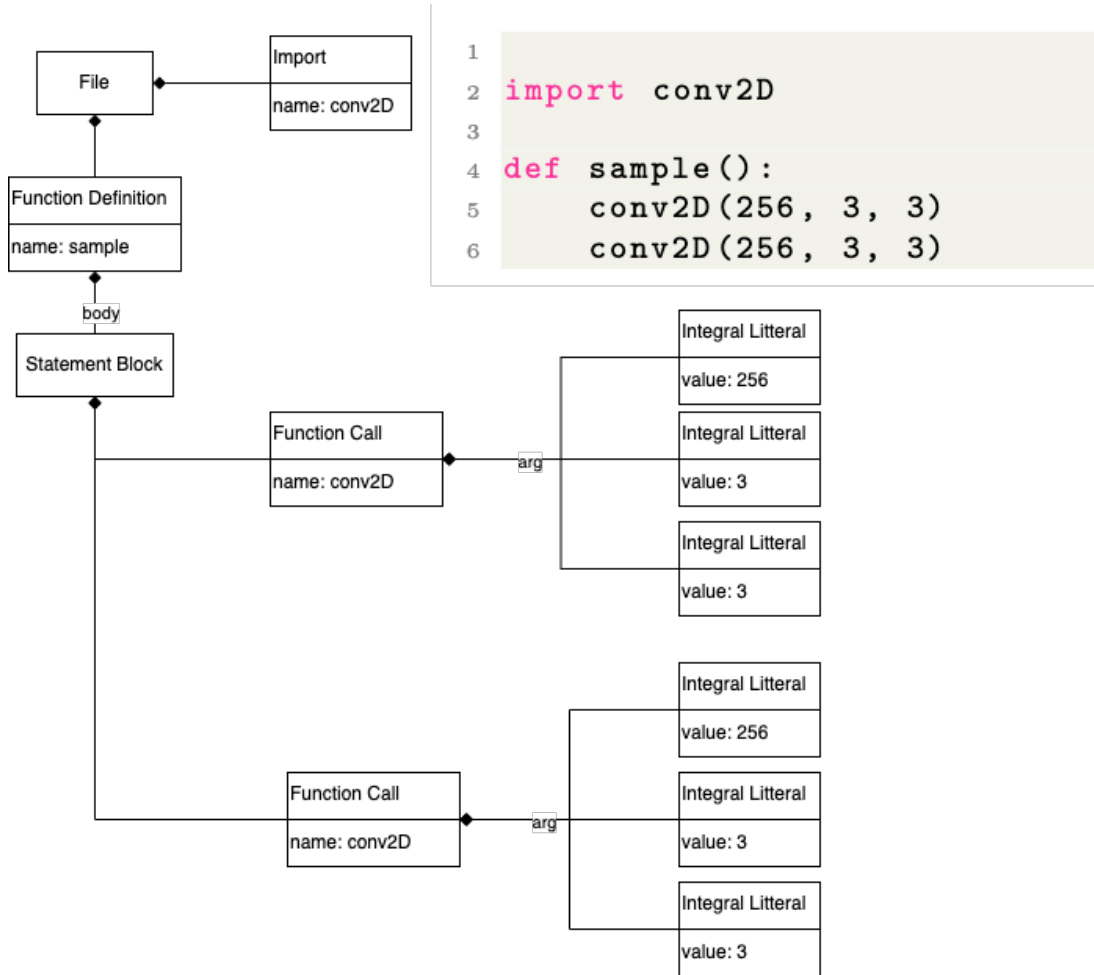 File
Import
name: conv2D
1
2 import conv2D
3
4 def sample():
5     conv2D(256, 3, 3)
6     conv2D(256, 3, 3)
Function Definition
name: sample
body
Statement Block
Function Call
name: conv2D
arg
Integral Litteral
value: 256
Integral Litteral
value: 3
Integral Litteral
value: 3
Function Call
name: conv2D
arg
Integral Litteral
value: 256
Integral Litteral
value: 3
Integral Litteral
value: 3